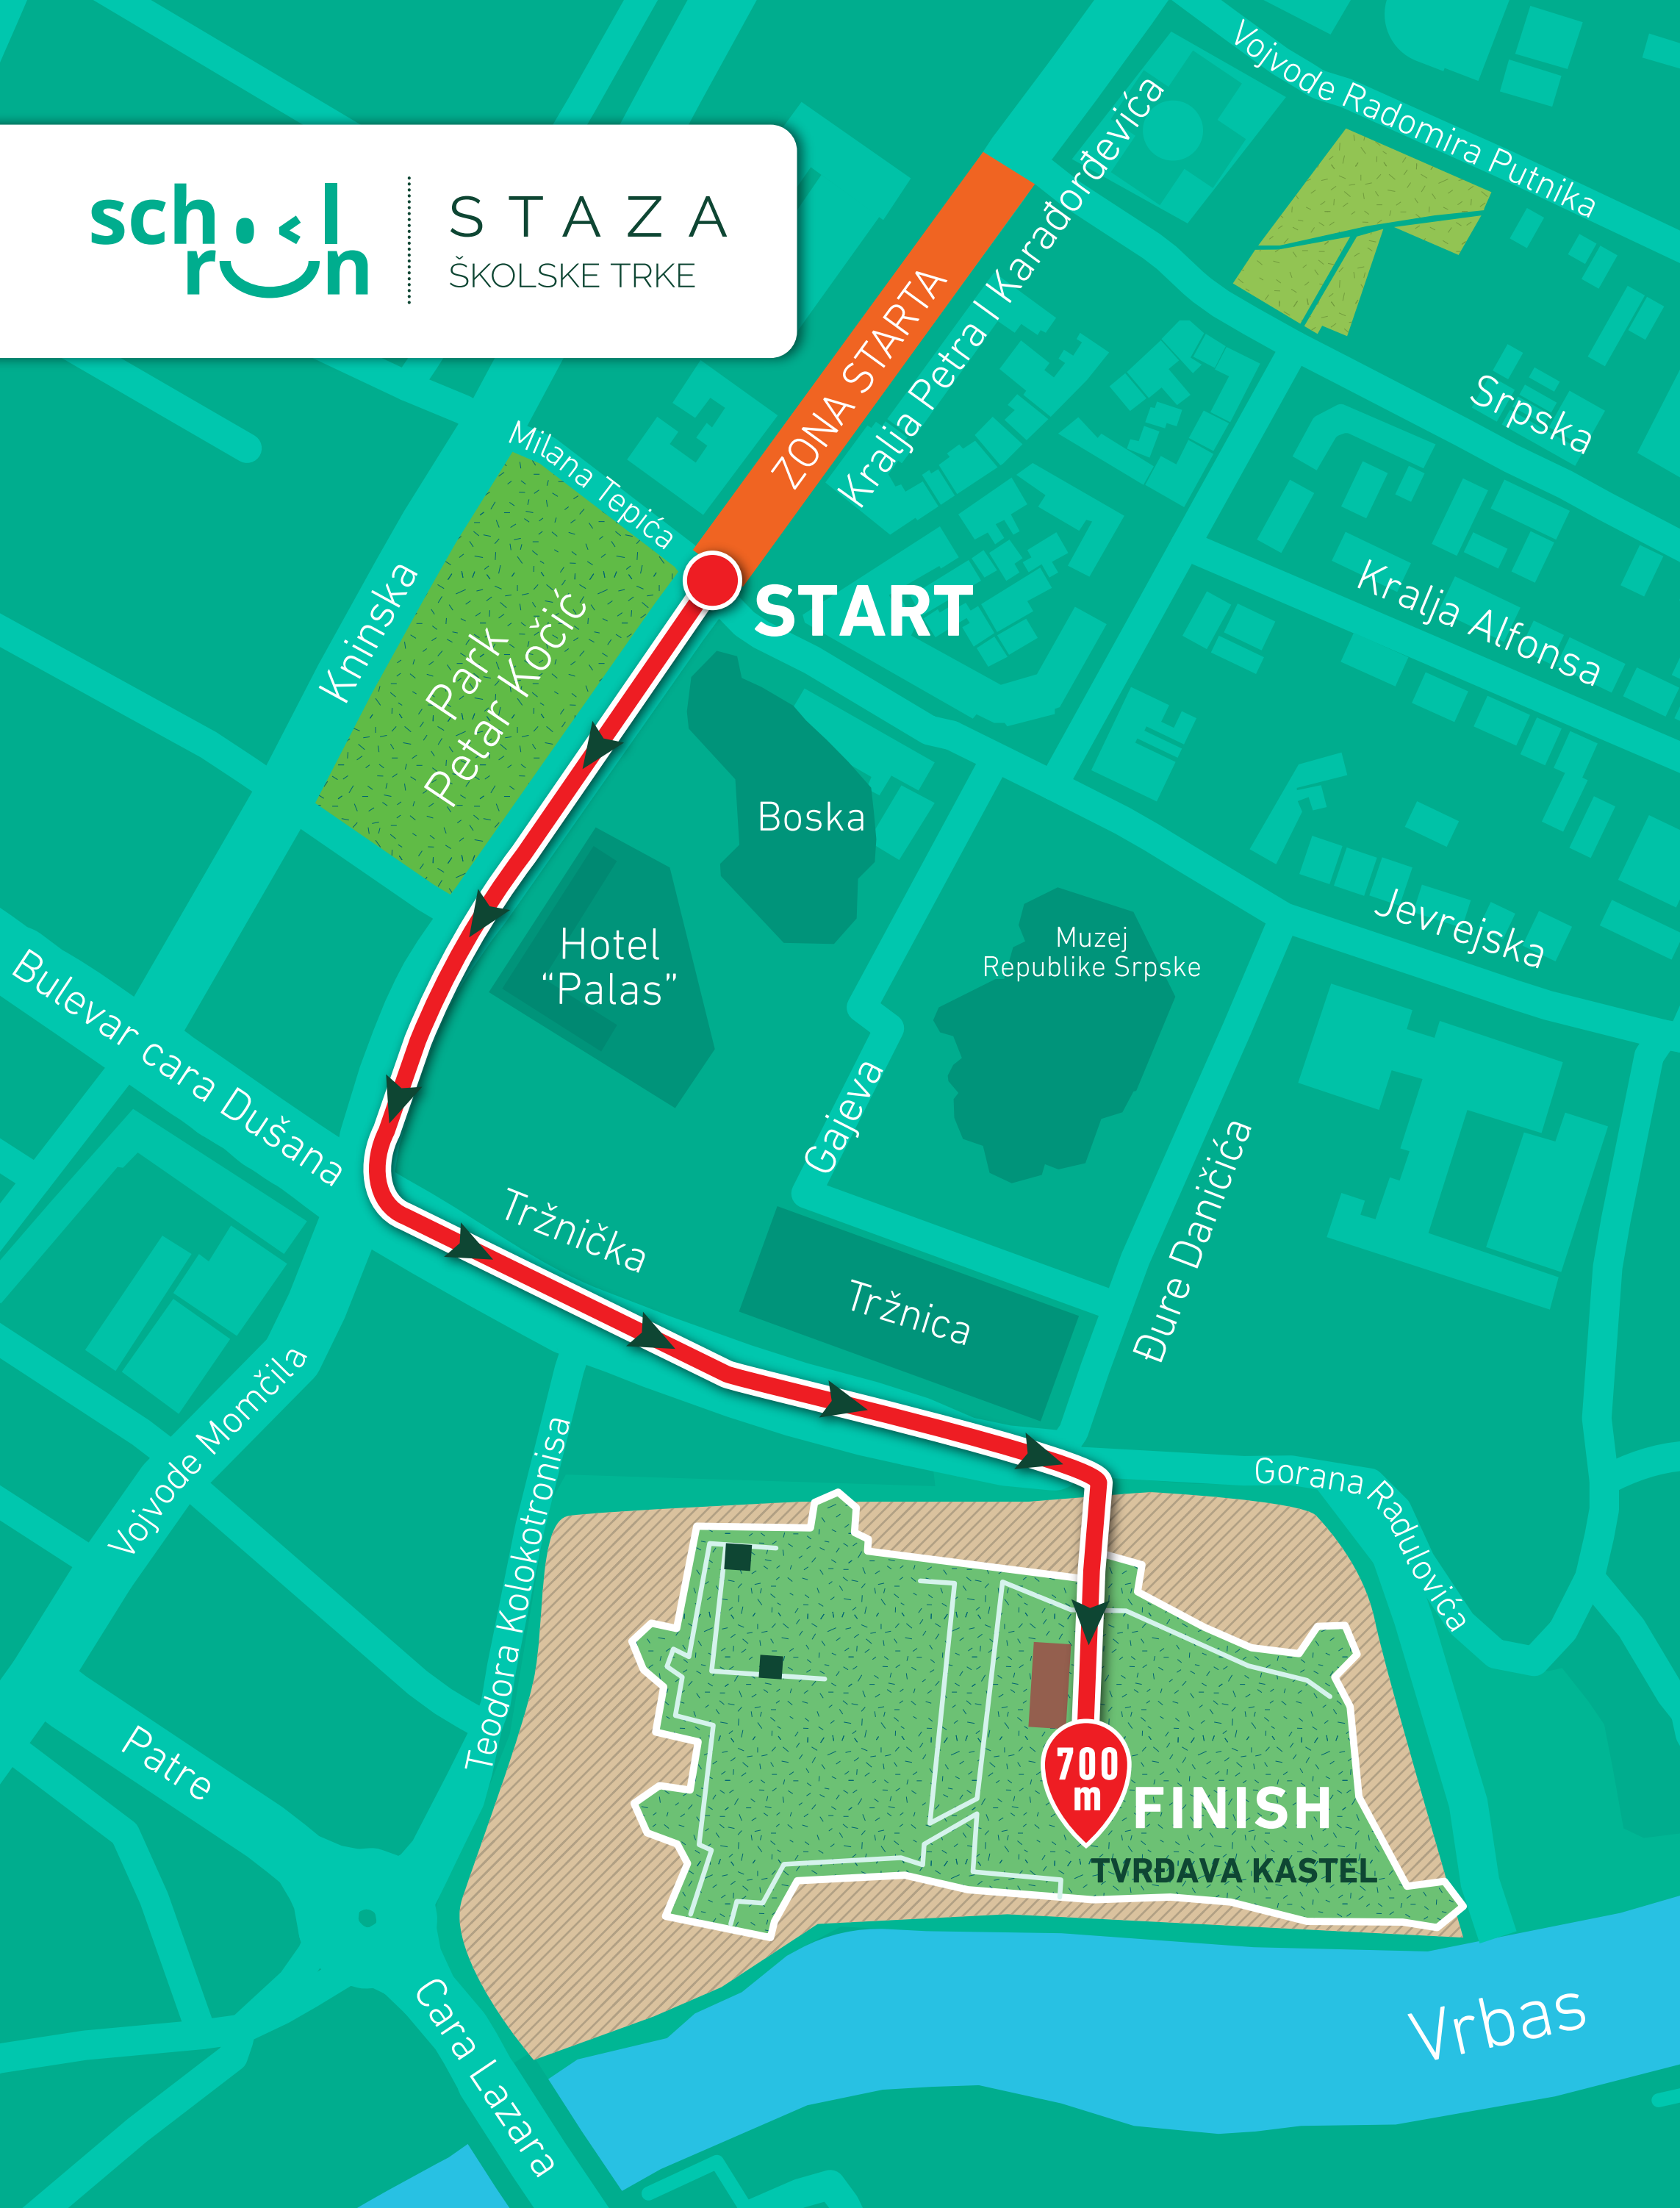 Vojvode Radomira Putnika
school
run
STAZA
ŠKOLSKE TRKE
ZONA STARTA
Kralja Petra I Karađorđevića
Srpska
Milana Tepića
Kninska
Park
Petar Kočić
START
Kralja Alfonsa
Boska
Hotel
“Palas”
Muzej
Republike Srpske
Jevrejska
Bulevar cara Dušana
Gajeva
Tržnička
Đure Daničića
Tržnica
Vojvode Momčila
Teodora Kolokotronisa
Gorana Radulovića
Patre
700
m
FINISH
TVRĐAVA KASTEL
Cara Lazara
Vrbas